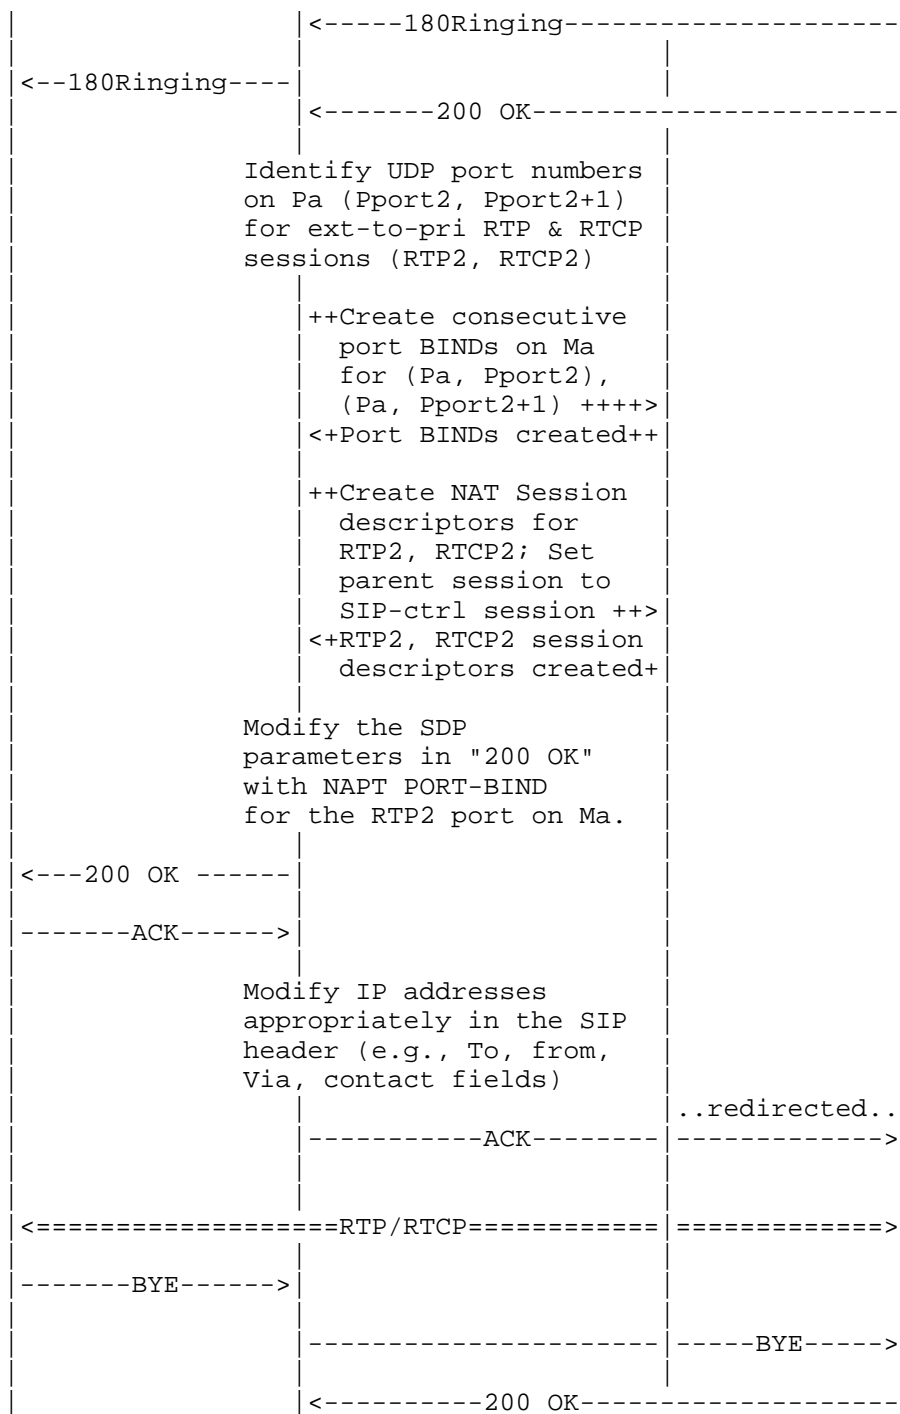 |                 |<-----180Ringing---------------------
|                 |                      |
|<--180Ringing----|                      |
|                 |<-------200 OK-----------------------
|                 |                      |
|             Identify UDP port numbers  |
|             on Pa (Pport2, Pport2+1)   |
|             for ext-to-pri RTP & RTCP  |
|             sessions (RTP2, RTCP2)     |
|                 |                      |
|                 |++Create consecutive  |
|                 |  port BINDs on Ma    |
|                 |  for (Pa, Pport2),   |
|                 |  (Pa, Pport2+1) ++++>|
|                 |<+Port BINDs created++|
|                 |                      |
|                 |++Create NAT Session  |
|                 |  descriptors for     |
|                 |  RTP2, RTCP2; Set    |
|                 |  parent session to   |
|                 |  SIP-ctrl session ++>|
|                 |<+RTP2, RTCP2 session |
|                 |  descriptors created+|
|                 |                      |
|             Modify the SDP             |
|             parameters in "200 OK"     |
|             with NAPT PORT-BIND        |
|             for the RTP2 port on Ma.   |
|                 |                      |
|<---200 OK ------|                      |
|                 |                      |
|-------ACK------>|                      |
|                 |                      |
|             Modify IP addresses        |
|             appropriately in the SIP   |
|             header (e.g., To, from,    |
|             Via, contact fields)       |
|                 |                      |..redirected..
|                 |-----------ACK--------|------------->
|                 |                      |
|                 |                      |
|<===================RTP/RTCP============|=============>
|                 |                      |
|-------BYE------>|                      |
|                 |                      |
|                 |----------------------|-----BYE----->
|                 |                      |
|                 |<----------200 OK--------------------